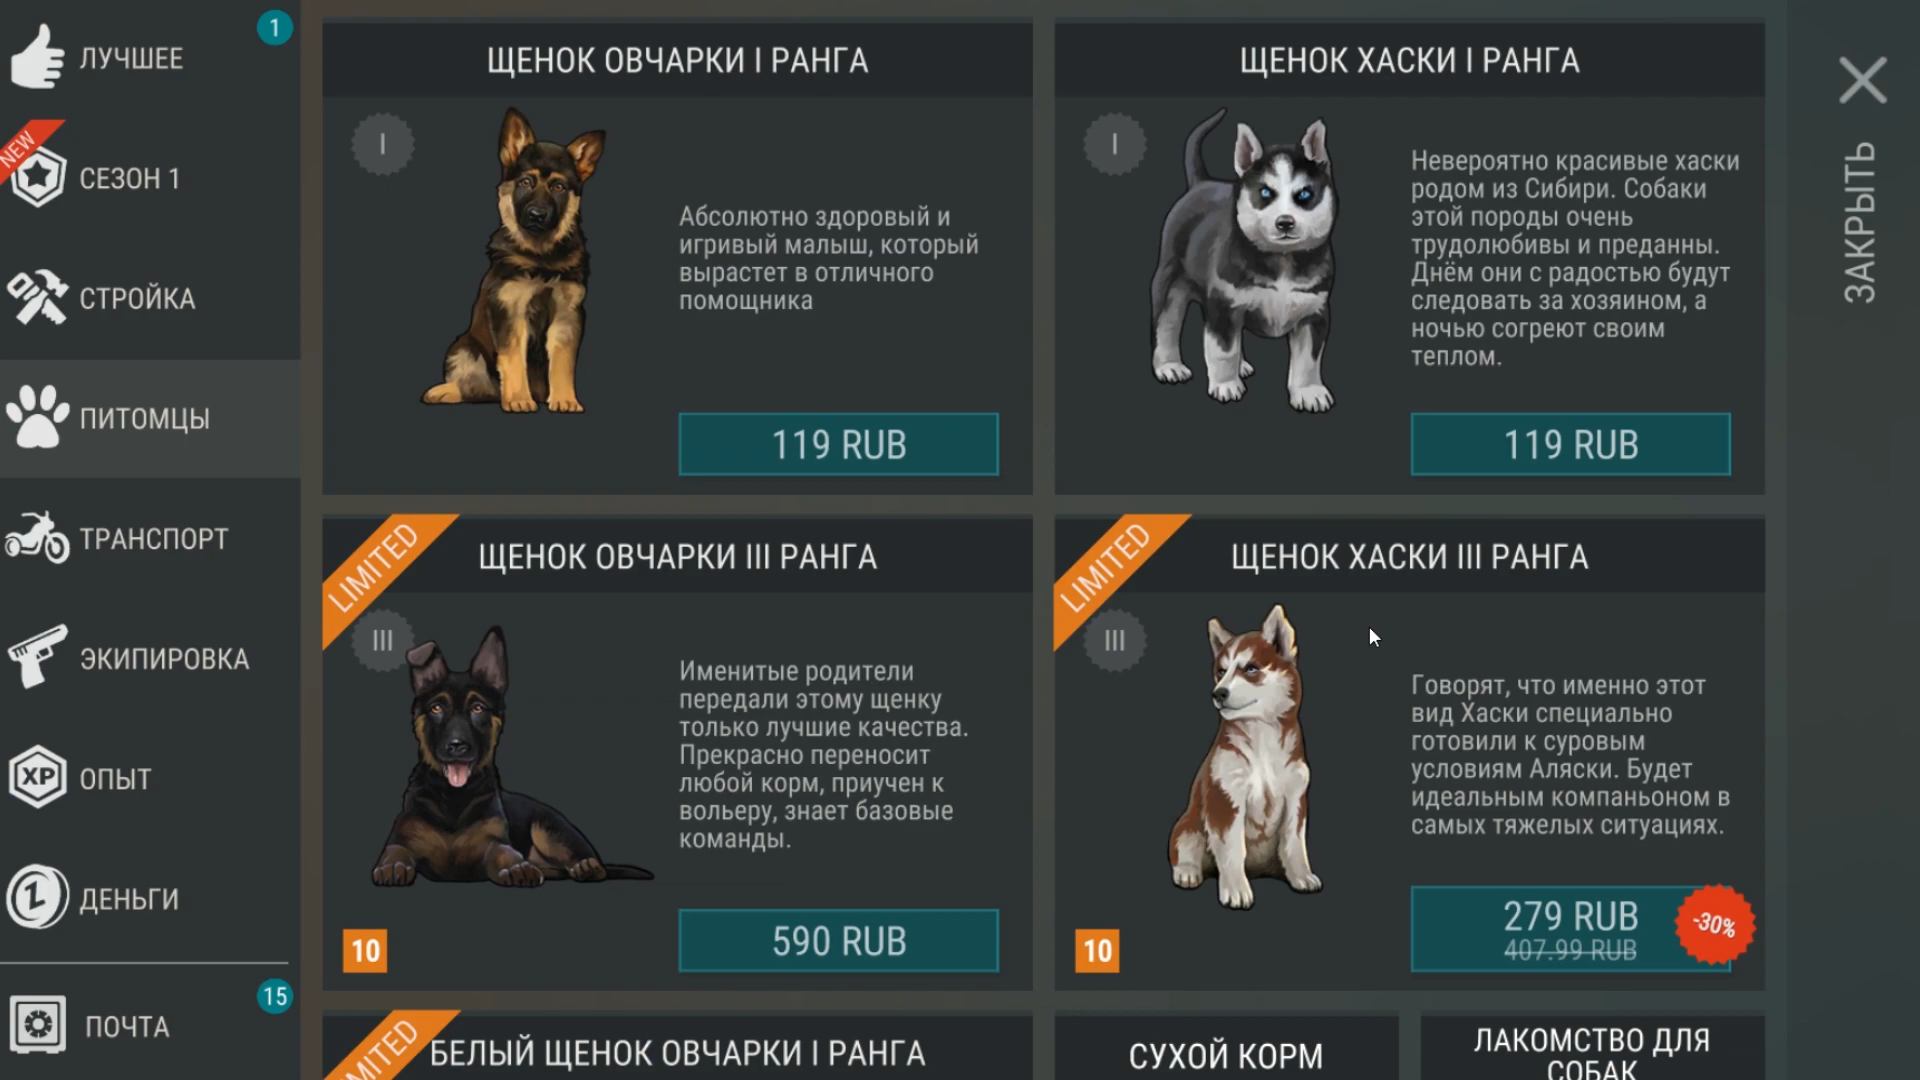 ЛУЧШЕЕ
1
NEW
СЕЗОН 1
СТРОЙКА
ПИТОМЦЫ
ТРАНСПОРТ
ЭКИПИРОВКА
XP
ОПЫТ
ДЕНЬГИ
ПОЧТА
15
ЩЕНОК ОВЧАРКИ I РАНГА
I
Абсолютно здоровый и
игривый малыш, который
вырастет в отличного
помощника
119 RUB
ЩЕНОК ХАСКИ I РАНГА
I
Невероятно красивые хаски
родом из Сибири. Собаки
этой породы очень
трудолюбивы и преданны.
Днём они с радостью будут
следовать за хозяином, а
ночью согреют своим
теплом.
119 RUB
LIMITED
ЩЕНОК ОВЧАРКИ III РАНГА
III
Именитые родители
передали этому щенку
только лучшие качества.
Прекрасно переносит
любой корм, приучен к
вольеру, знает базовые
команды.
10
590 RUB
LIMITED
ЩЕНОК ХАСКИ III РАНГА
III
Говорят, что именно этот
вид Хаски специально
готовили к суровым
условиям Аляски. Будет
идеальным компаньоном в
самых тяжелых ситуациях.
10
279 RUB
407.99 RUB
-30%
LIMITED
БЕЛЫЙ ЩЕНОК ОВЧАРКИ I РАНГА
СУХОЙ КОРМ
ЛАКОМСТВО ДЛЯ
СОБАК
ЗАКРЫТЬ